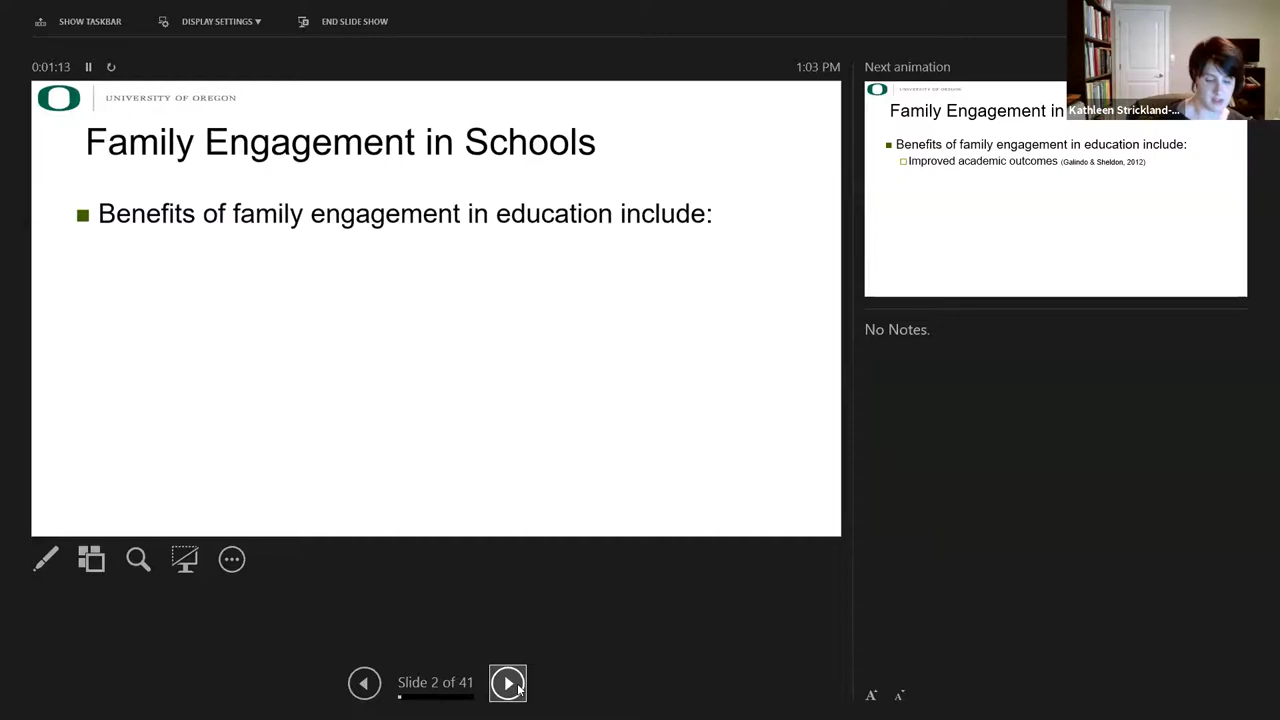 SHOW TASKBAR
DISPLAY SETTINGS ▼
END SLIDE SHOW
0:01:13
1:03 PM
UNIVERSITY OF OREGON
Family Engagement in Schools
Benefits of family engagement in education include:
Next animation
UNIVERSITY OF OREGON
Family Engagement in
Kathleen Strickland-...
Benefits of family engagement in education include:
Improved academic outcomes (Galindo & Sheldon, 2012)
No Notes.
Slide 2 of 41
A A